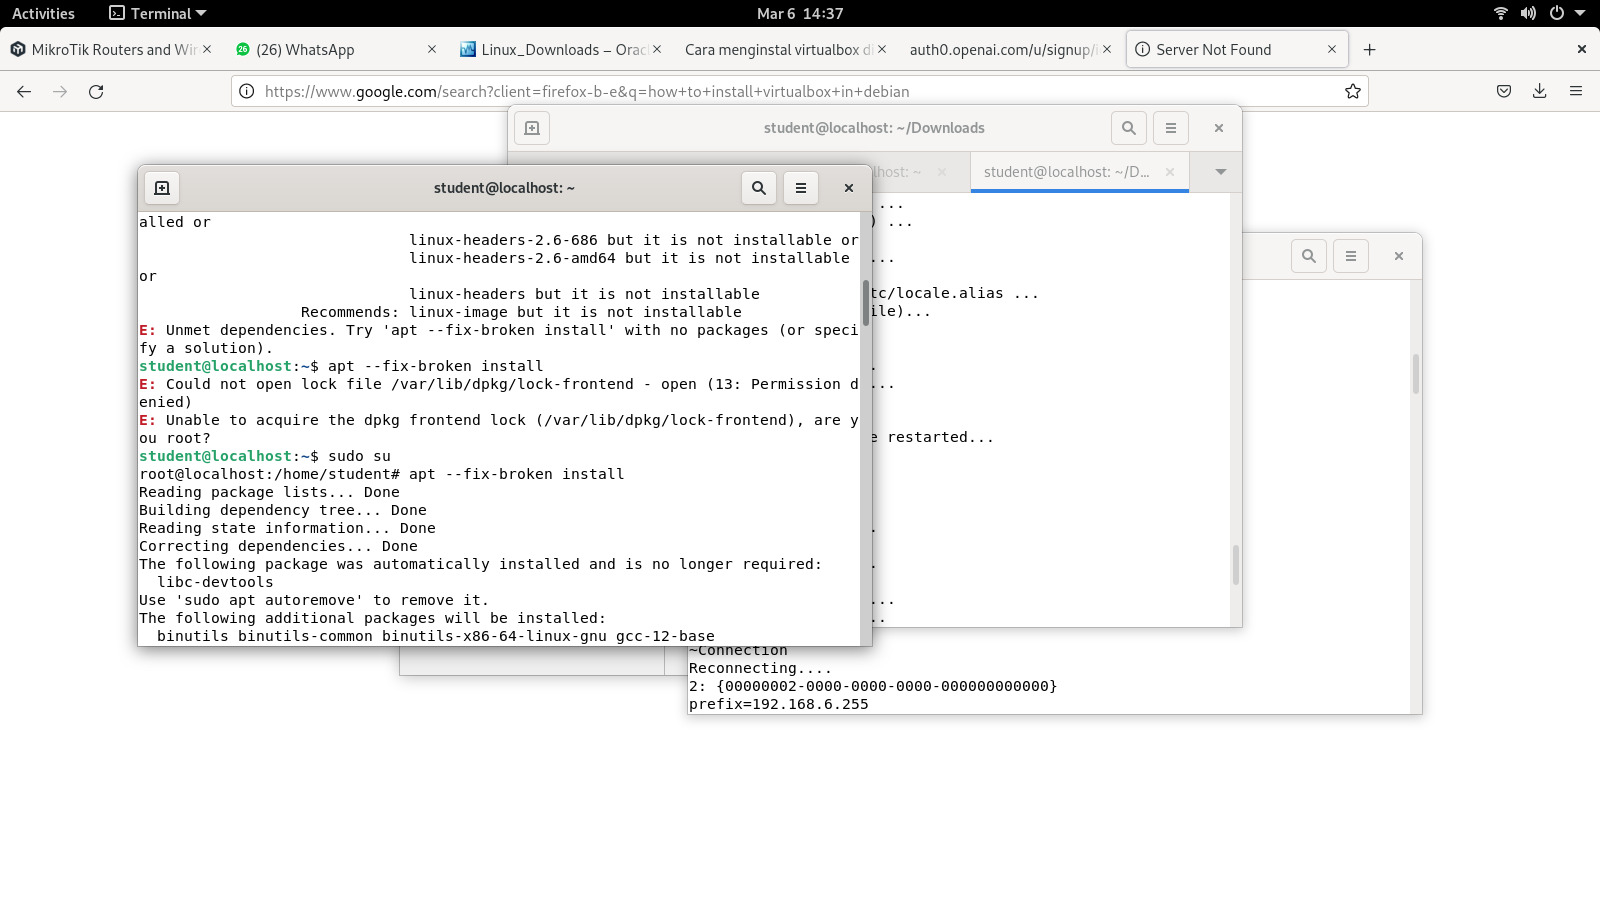 Activities
Terminal
Mar 6 14:37
MikroTik Routers and Wir
(26) WhatsApp
Linux_Downloads – Orac
Cara menginstal virtualbox di
auth0.openai.com/u/signup/i
Server Not Found
https://www.google.com/search?client=firefox-b-e&q=how+to+install+virtualbox+in+debian
student@localhost: ~/Downloads
lhost: ~
student@localhost: ~/D...
student@localhost: ~
alled or
linux-headers-2.6-686 but it is not installable or
linux-headers-2.6-amd64 but it is not installable
or
linux-headers but it is not installable
Recommends: linux-image but it is not installable
E: Unmet dependencies. Try 'apt --fix-broken install' with no packages (or speci
fy a solution).
student@localhost:~$ apt --fix-broken install
E: Could not open lock file /var/lib/dpkg/lock-frontend - open (13: Permission d
enied)
E: Unable to acquire the dpkg frontend lock (/var/lib/dpkg/lock-frontend), are y
ou root?
student@localhost:~$ sudo su
root@localhost:/home/student# apt --fix-broken install
Reading package lists... Done
Building dependency tree... Done
Reading state information... Done
Correcting dependencies... Done
The following package was automatically installed and is no longer required:
libc-devtools
Use 'sudo apt autoremove' to remove it.
The following additional packages will be installed:
binutils binutils-common binutils-x86-64-linux-gnu gcc-12-base
...
) ...
...
tc/locale.alias ...
ile)...
.
...
e restarted...
.
.
...
..
~Connection
Reconnecting....
2: {00000002-0000-0000-0000-000000000000}
prefix=192.168.6.255